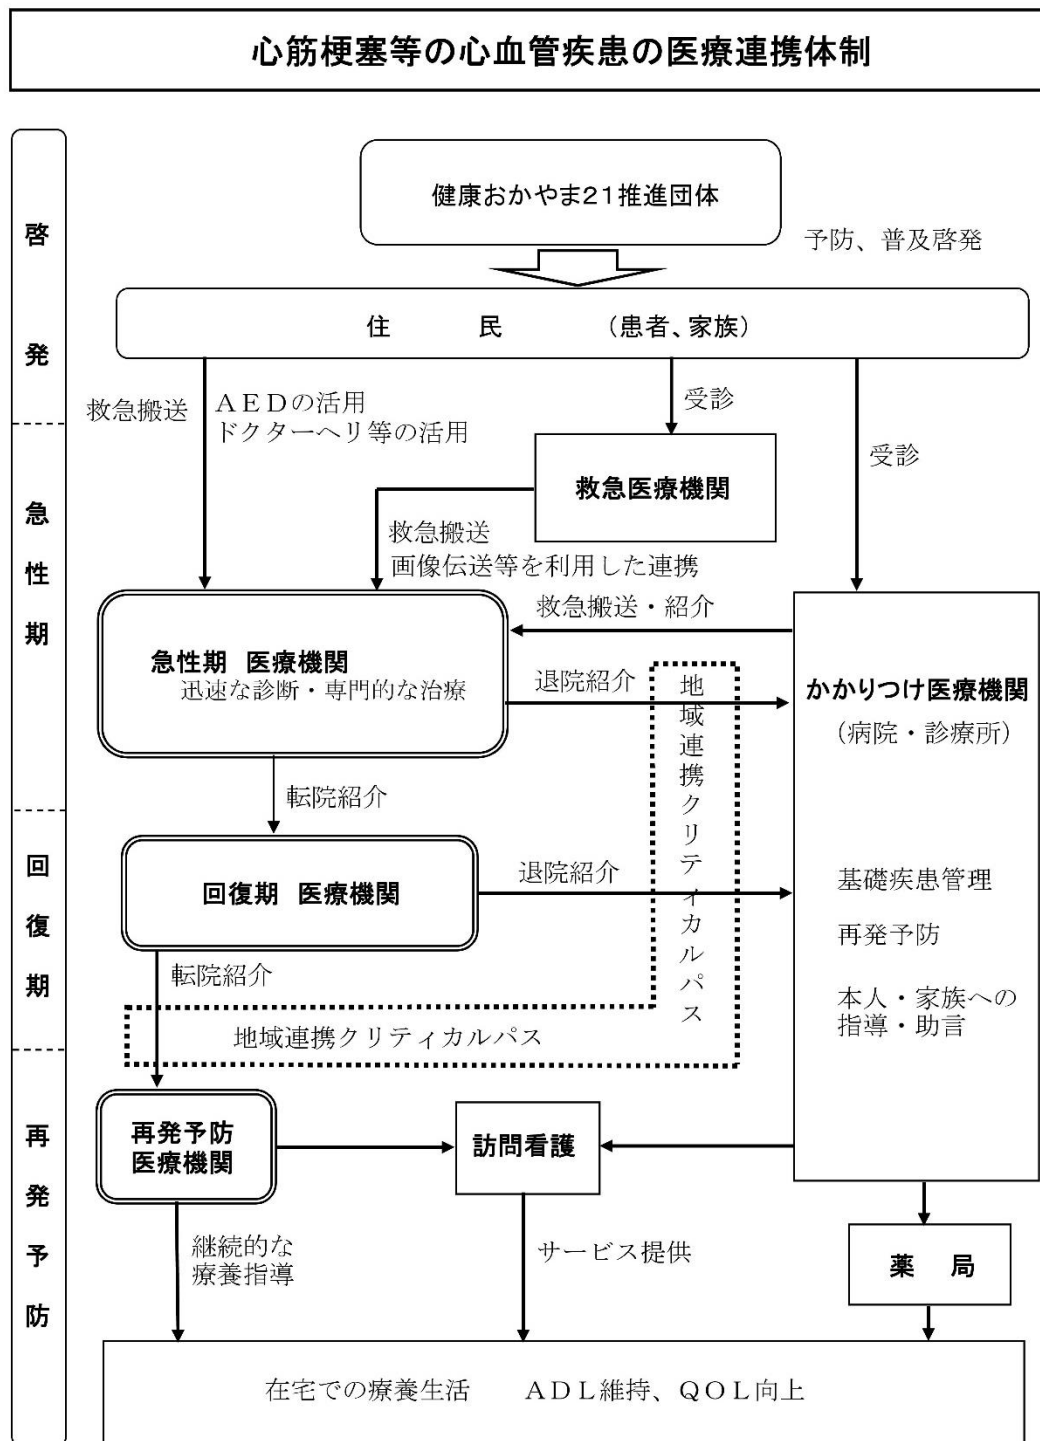 心筋梗塞等の心血管疾患の医療連携体制
啓発
健康おかやま２１推進団体
予防、普及啓発
住　民　（患者、家族）
救急搬送
ＡＥＤの活用
ドクターヘリ等の活用
受診
受診
急性期
救急医療機関
救急搬送
画像伝送等を利用した連携
救急搬送・紹介
急性期　医療機関
迅速な診断・専門的な治療
退院紹介
地域連携クリティカルパス
かかりつけ医療機関
（病院・診療所）
転院紹介
回復期
回復期　医療機関
退院紹介
基礎疾患管理
再発予防
本人・家族への
指導・助言
転院紹介
地域連携クリティカルパス
再発予防
再発予防
医療機関
訪問看護
継続的な
療養指導
サービス提供
薬　局
在宅での療養生活　ＡＤＬ維持、ＱＯＬ向上